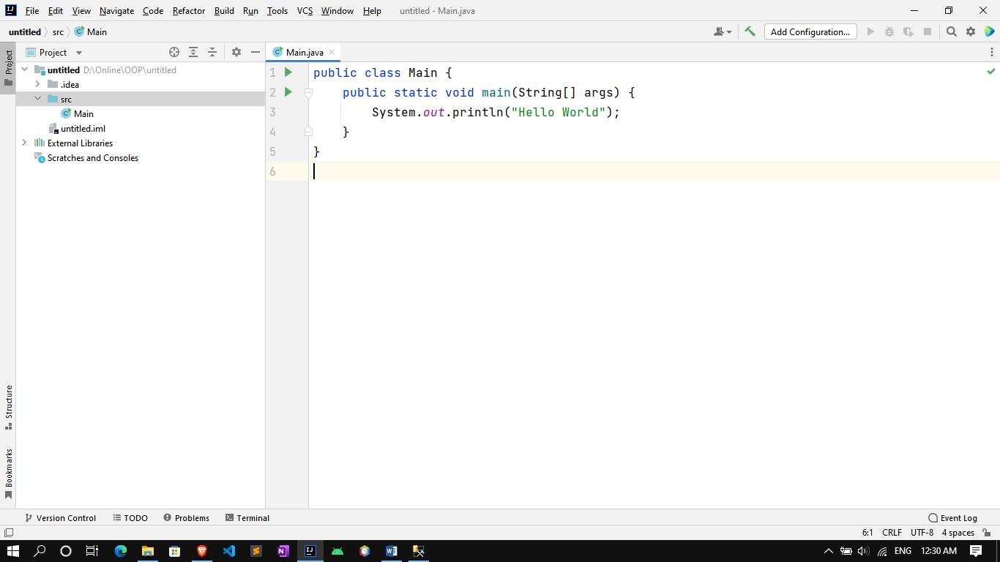 File Edit View Navigate Code Refactor Build Run Tools VCS Window Help untitled - Main.java
untitled src Main Add Configuration...
Project Main.java
Project
untitled D:\Online\OOP\untitled
.idea
src
Main
untitled.iml
External Libraries
Scratches and Consoles
1 public class Main {
2 public static void main(String[] args) {
3 System.out.println("Hello World");
4 }
5 }
6
Structure
Bookmarks
Version Control TODO Problems Terminal Event Log
6:1 CRLF UTF-8 4 spaces
ENG 12:30 AM